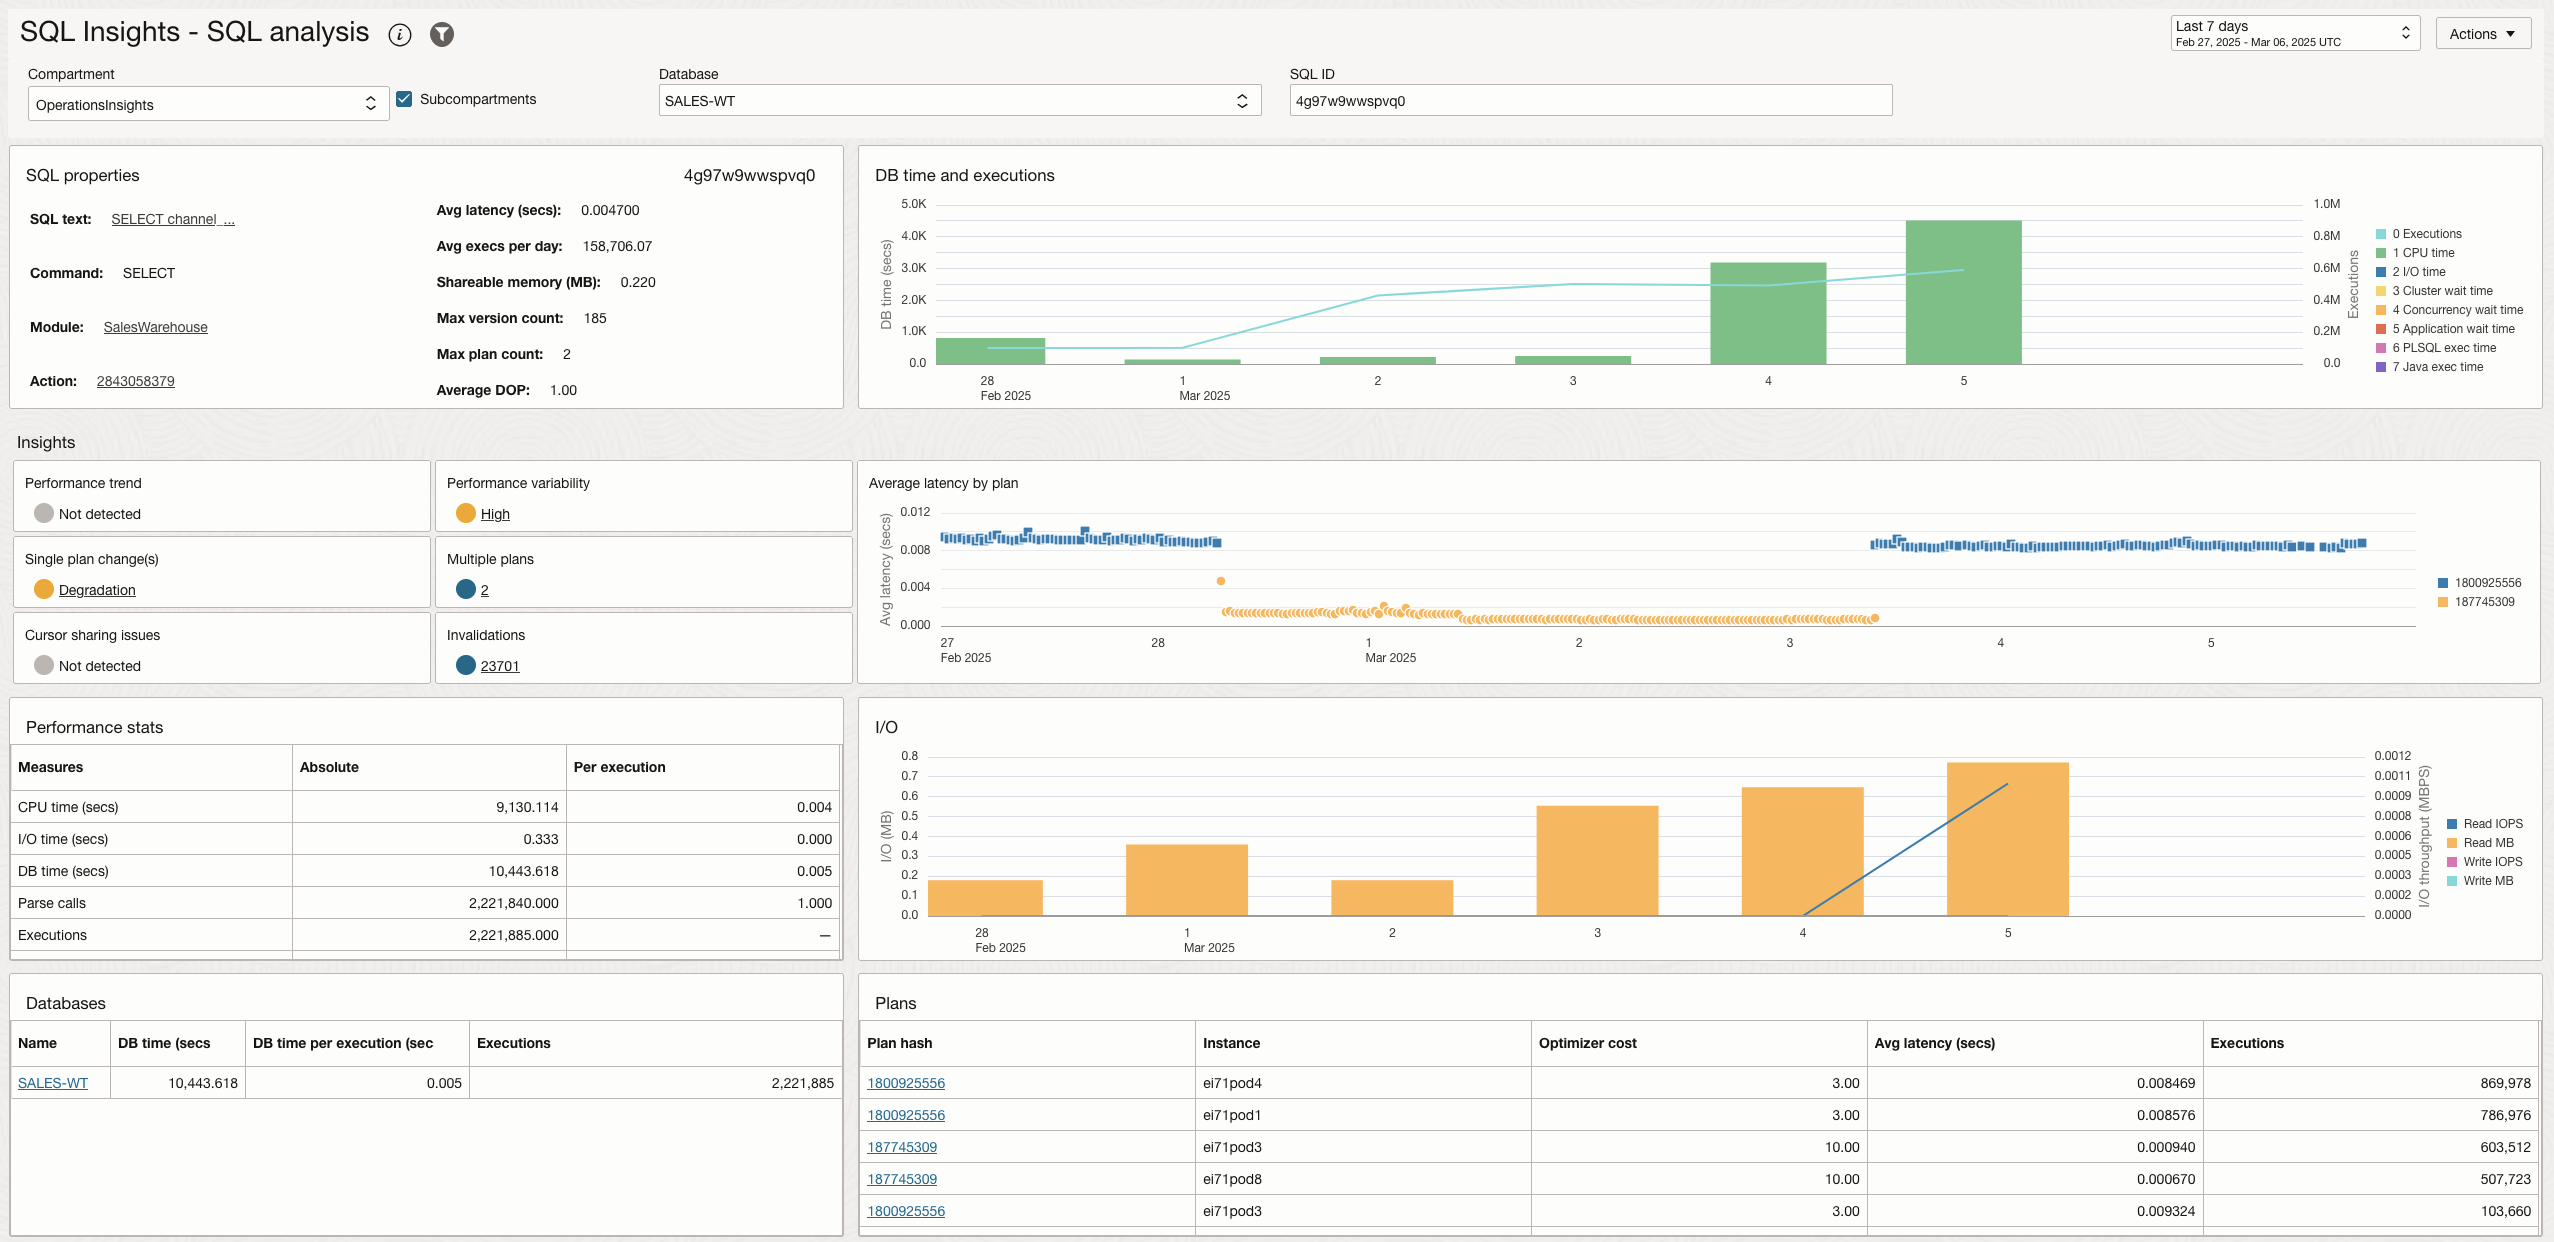 SQL Insights - SQL analysis
Last 7 days
Feb 27, 2025 - Mar 06, 2025 UTC
Actions
Compartment
OperationsInsights
Subcompartments
Database
SALES-WT
SQL ID
4g97w9wwspvq0
SQL properties
4g97w9wwspvq0
SQL text: SELECT channel_...
Command: SELECT
Module: SalesWarehouse
Action: 2843058379
Avg latency (secs): 0.004700
Avg execs per day: 158,706.07
Shareable memory (MB): 0.220
Max version count: 185
Max plan count: 2
Average DOP: 1.00
DB time and executions
DB time (secs)
5.0K
4.0K
3.0K
2.0K
1.0K
0.0
28 1 2 3 4 5
Feb 2025 Mar 2025
1.0M
0.8M
0.6M
0.4M
0.2M
0.0
Executions
0 Executions
1 CPU time
2 I/O time
3 Cluster wait time
4 Concurrency wait time
5 Application wait time
6 PLSQL exec time
7 Java exec time
Insights
Performance trend
Not detected
Performance variability
High
Single plan change(s)
Degradation
Multiple plans
2
Cursor sharing issues
Not detected
Invalidations
23701
Average latency by plan
Avg latency (secs)
0.012
0.008
0.004
0.000
27 28 1 2 3 4 5
Feb 2025 Mar 2025
1800925556
187745309
Performance stats
Measures Absolute Per execution
CPU time (secs) 9,130.114 0.004
I/O time (secs) 0.333 0.000
DB time (secs) 10,443.618 0.005
Parse calls 2,221,840.000 1.000
Executions 2,221,885.000 —
I/O
I/O (MB)
0.8
0.7
0.6
0.5
0.4
0.3
0.2
0.1
0.0
28 1 2 3 4 5
Feb 2025 Mar 2025
0.0012
0.0011
0.0009
0.0008
0.0006
0.0005
0.0003
0.0002
0.0000
I/O throughput (MBPS)
Read IOPS
Read MB
Write IOPS
Write MB
Databases
Name DB time (secs DB time per execution (sec Executions
SALES-WT 10,443.618 0.005 2,221,885
Plans
Plan hash Instance Optimizer cost Avg latency (secs) Executions
1800925556 ei71pod4 3.00 0.008469 869,978
1800925556 ei71pod1 3.00 0.008576 786,976
187745309 ei71pod3 10.00 0.000940 603,512
187745309 ei71pod8 10.00 0.000670 507,723
1800925556 ei71pod3 3.00 0.009324 103,660